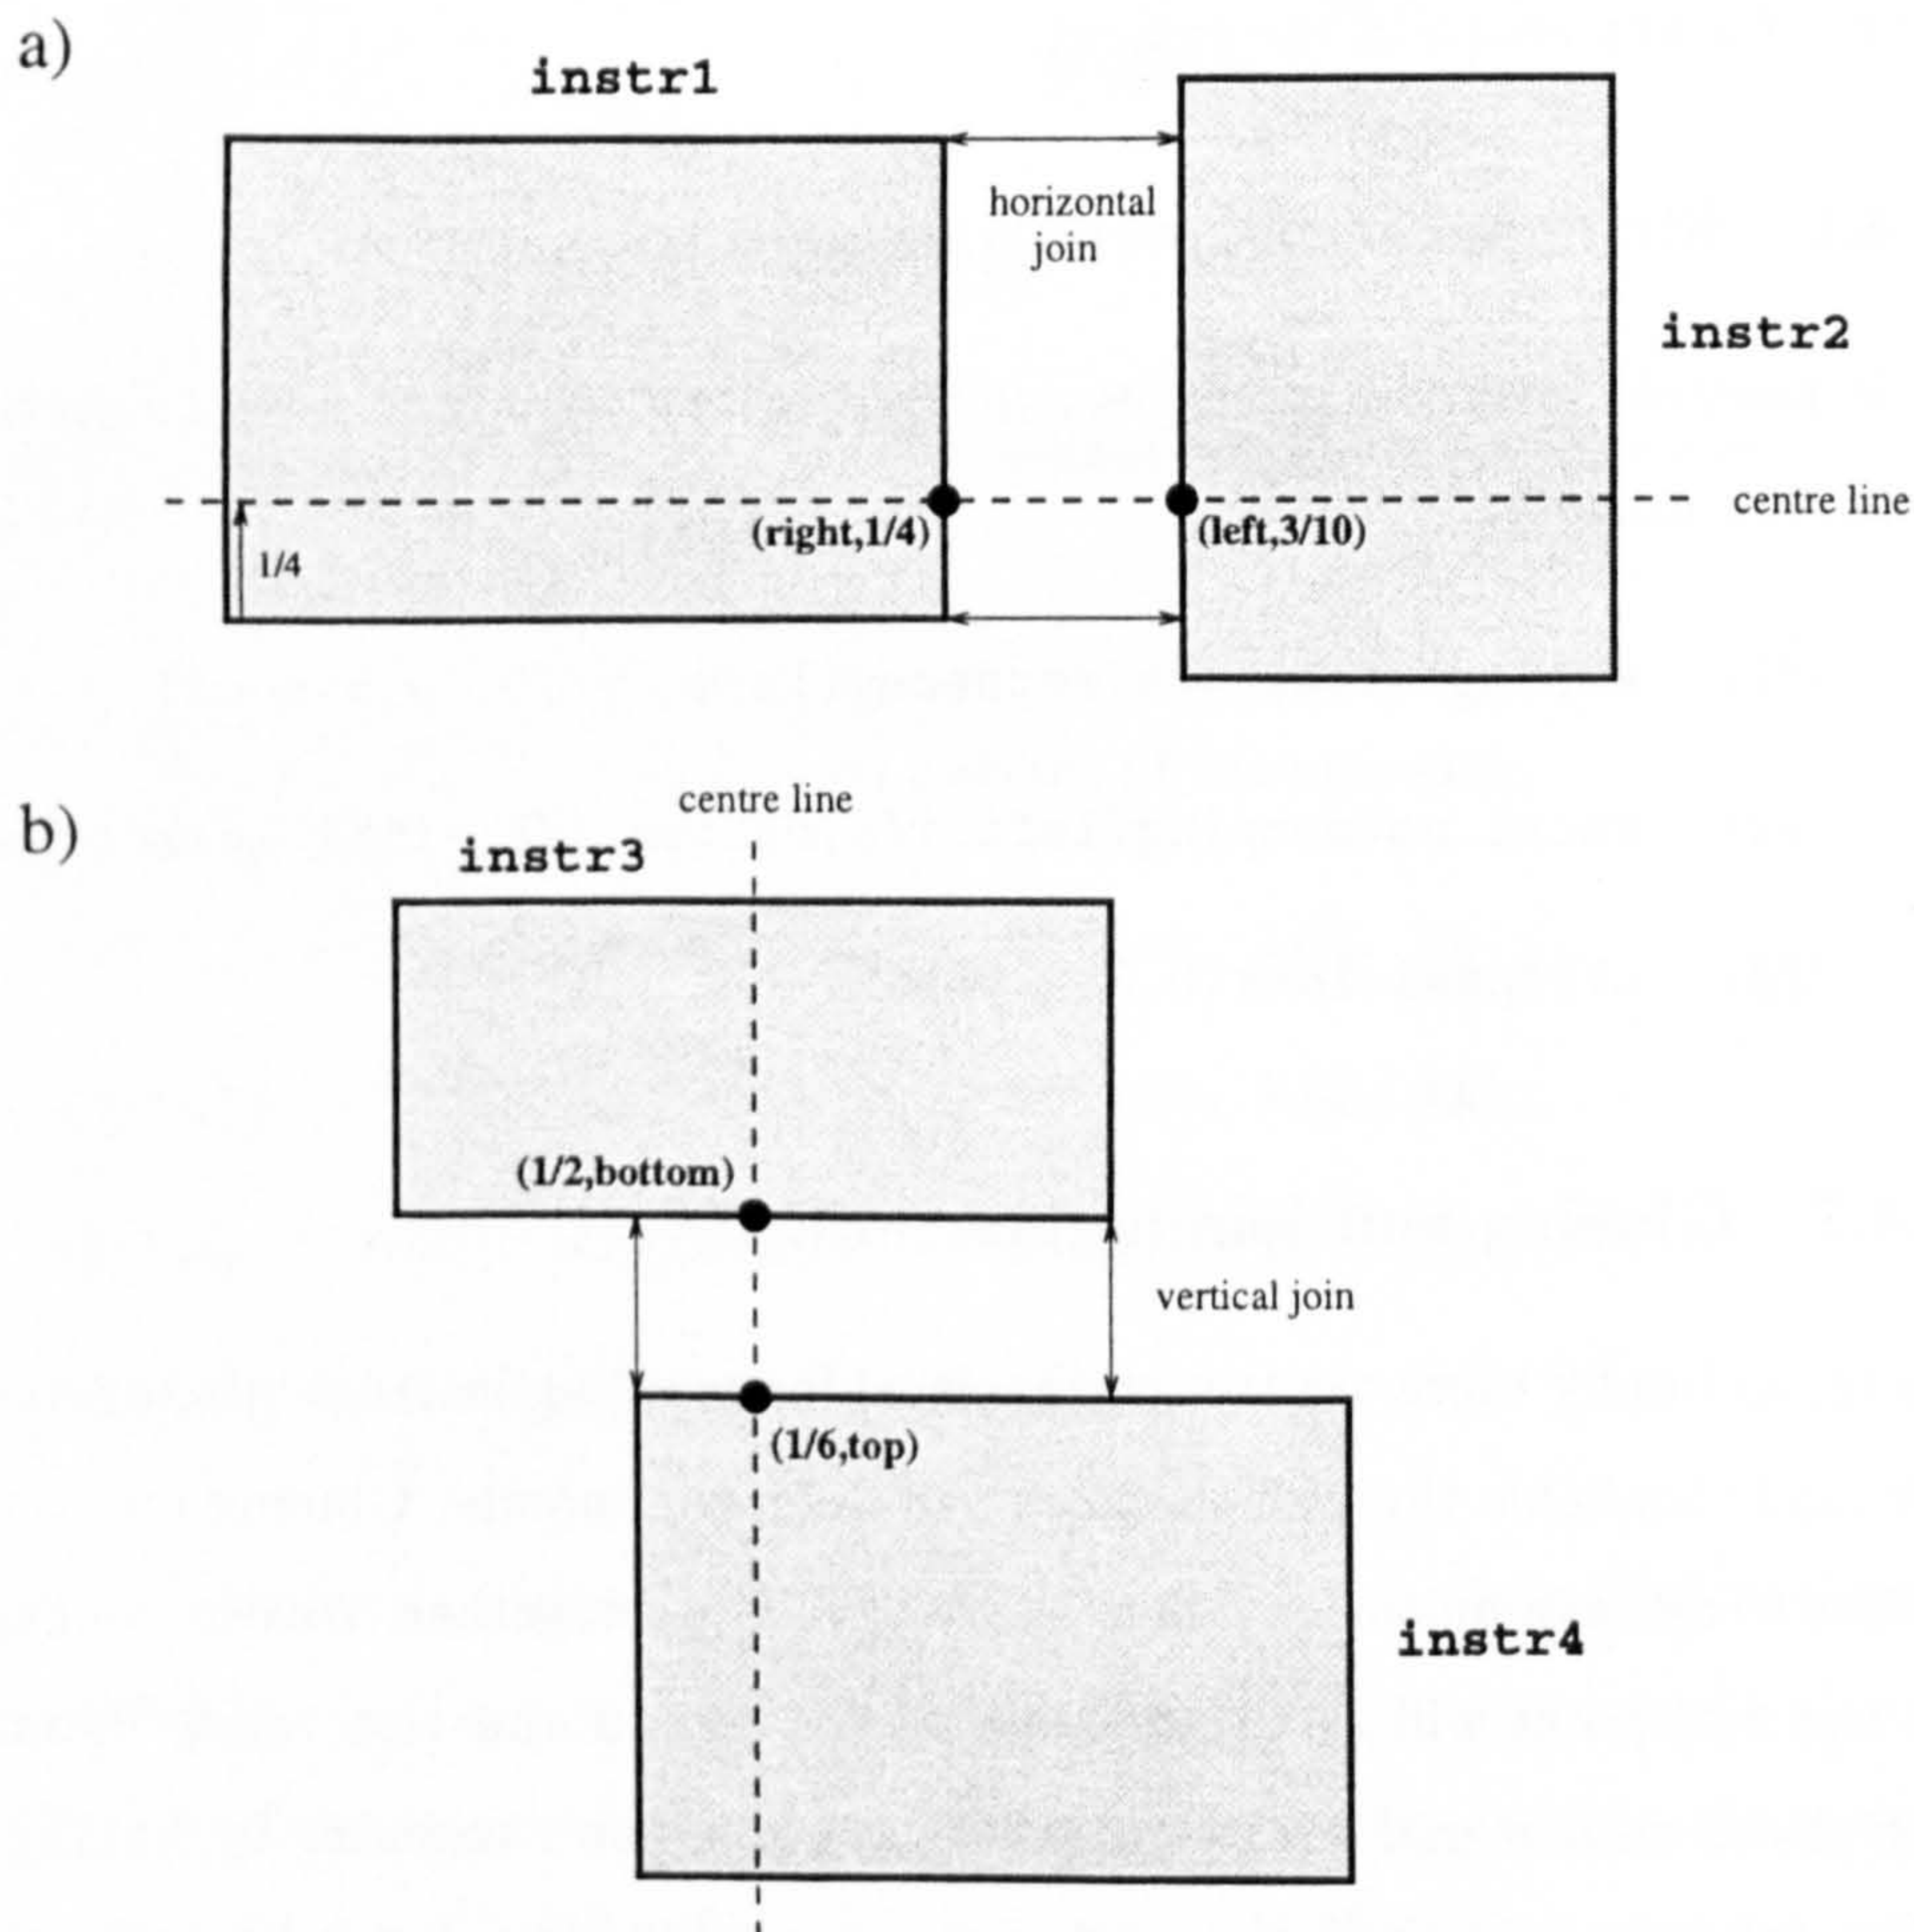 a)
instr1
horizontal
join
instr2
centre line
(right,1/4)
(left,3/10)
1/4
centre line
b)
instr3
(1/2,bottom)
vertical join
(1/6,top)
instr4